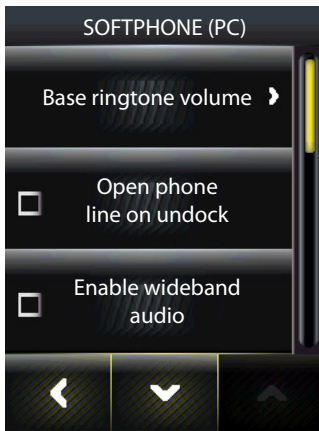 SOFTPHONE (PC)
Base ringtone volume
Open phone
line on undock
Enable wideband
audio